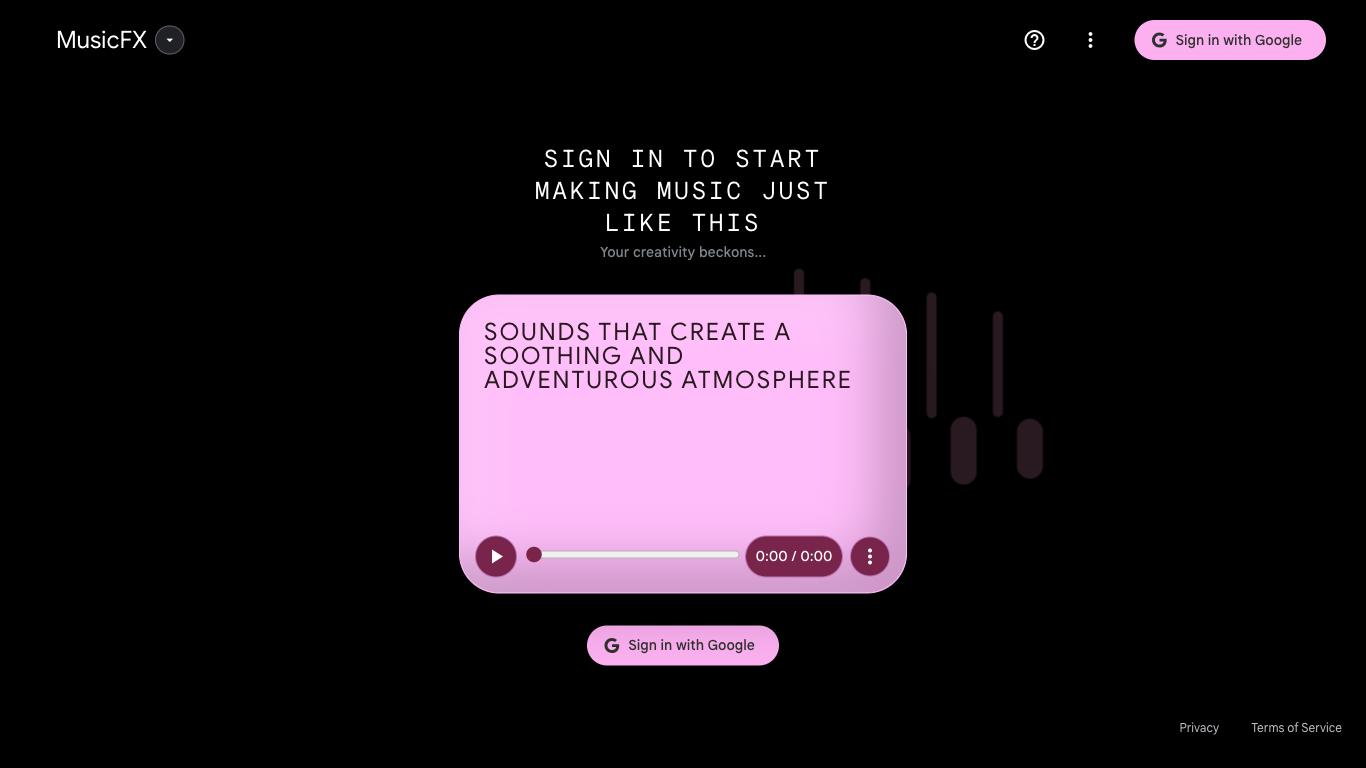 MusicFX
Sign in with Google
SIGN IN TO START
MAKING MUSIC JUST
LIKE THIS
Your creativity beckons...
SOUNDS THAT CREATE A
SOOTHING AND
ADVENTUROUS ATMOSPHERE
0:00 / 0:00
Sign in with Google
Privacy
Terms of Service